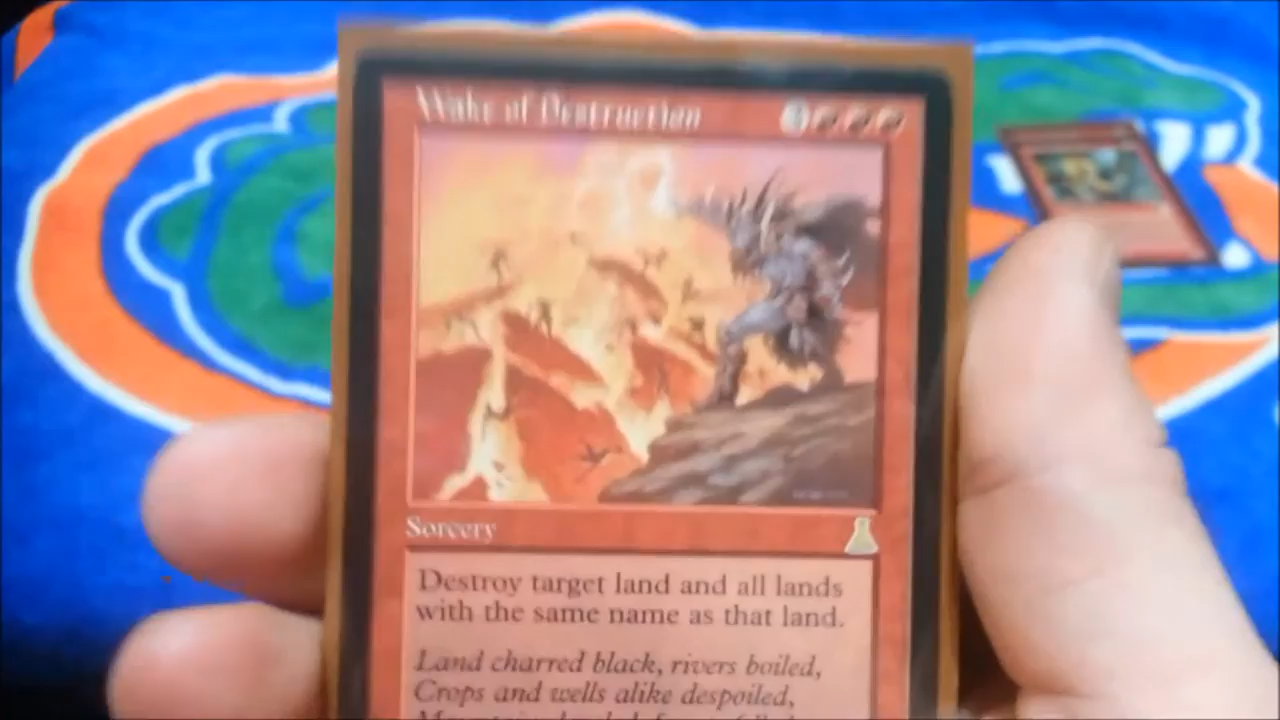 Wake of Destruction
Sorcery
Destroy target land and all lands
with the same name as that land.
Land charred black, rivers boiled,
Crops and wells alike despoiled,